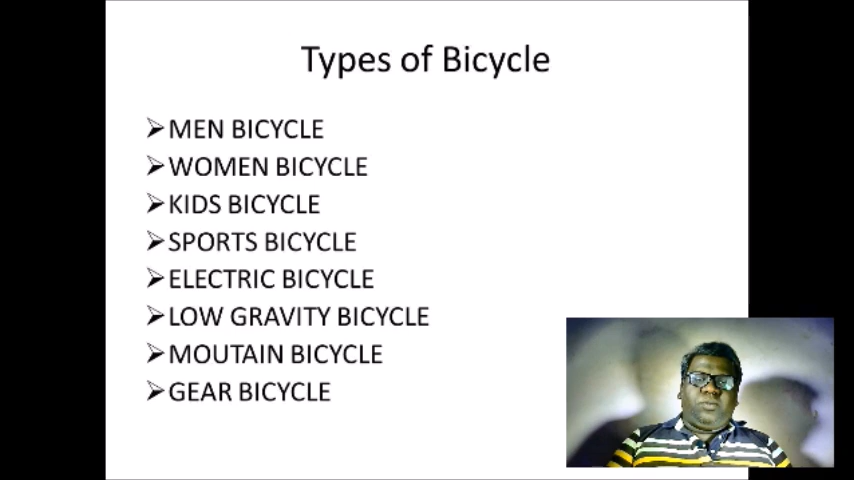 Types of Bicycle
➢MEN BICYCLE
➢WOMEN BICYCLE
➢KIDS BICYCLE
➢SPORTS BICYCLE
➢ELECTRIC BICYCLE
➢LOW GRAVITY BICYCLE
➢MOUTAIN BICYCLE
➢GEAR BICYCLE